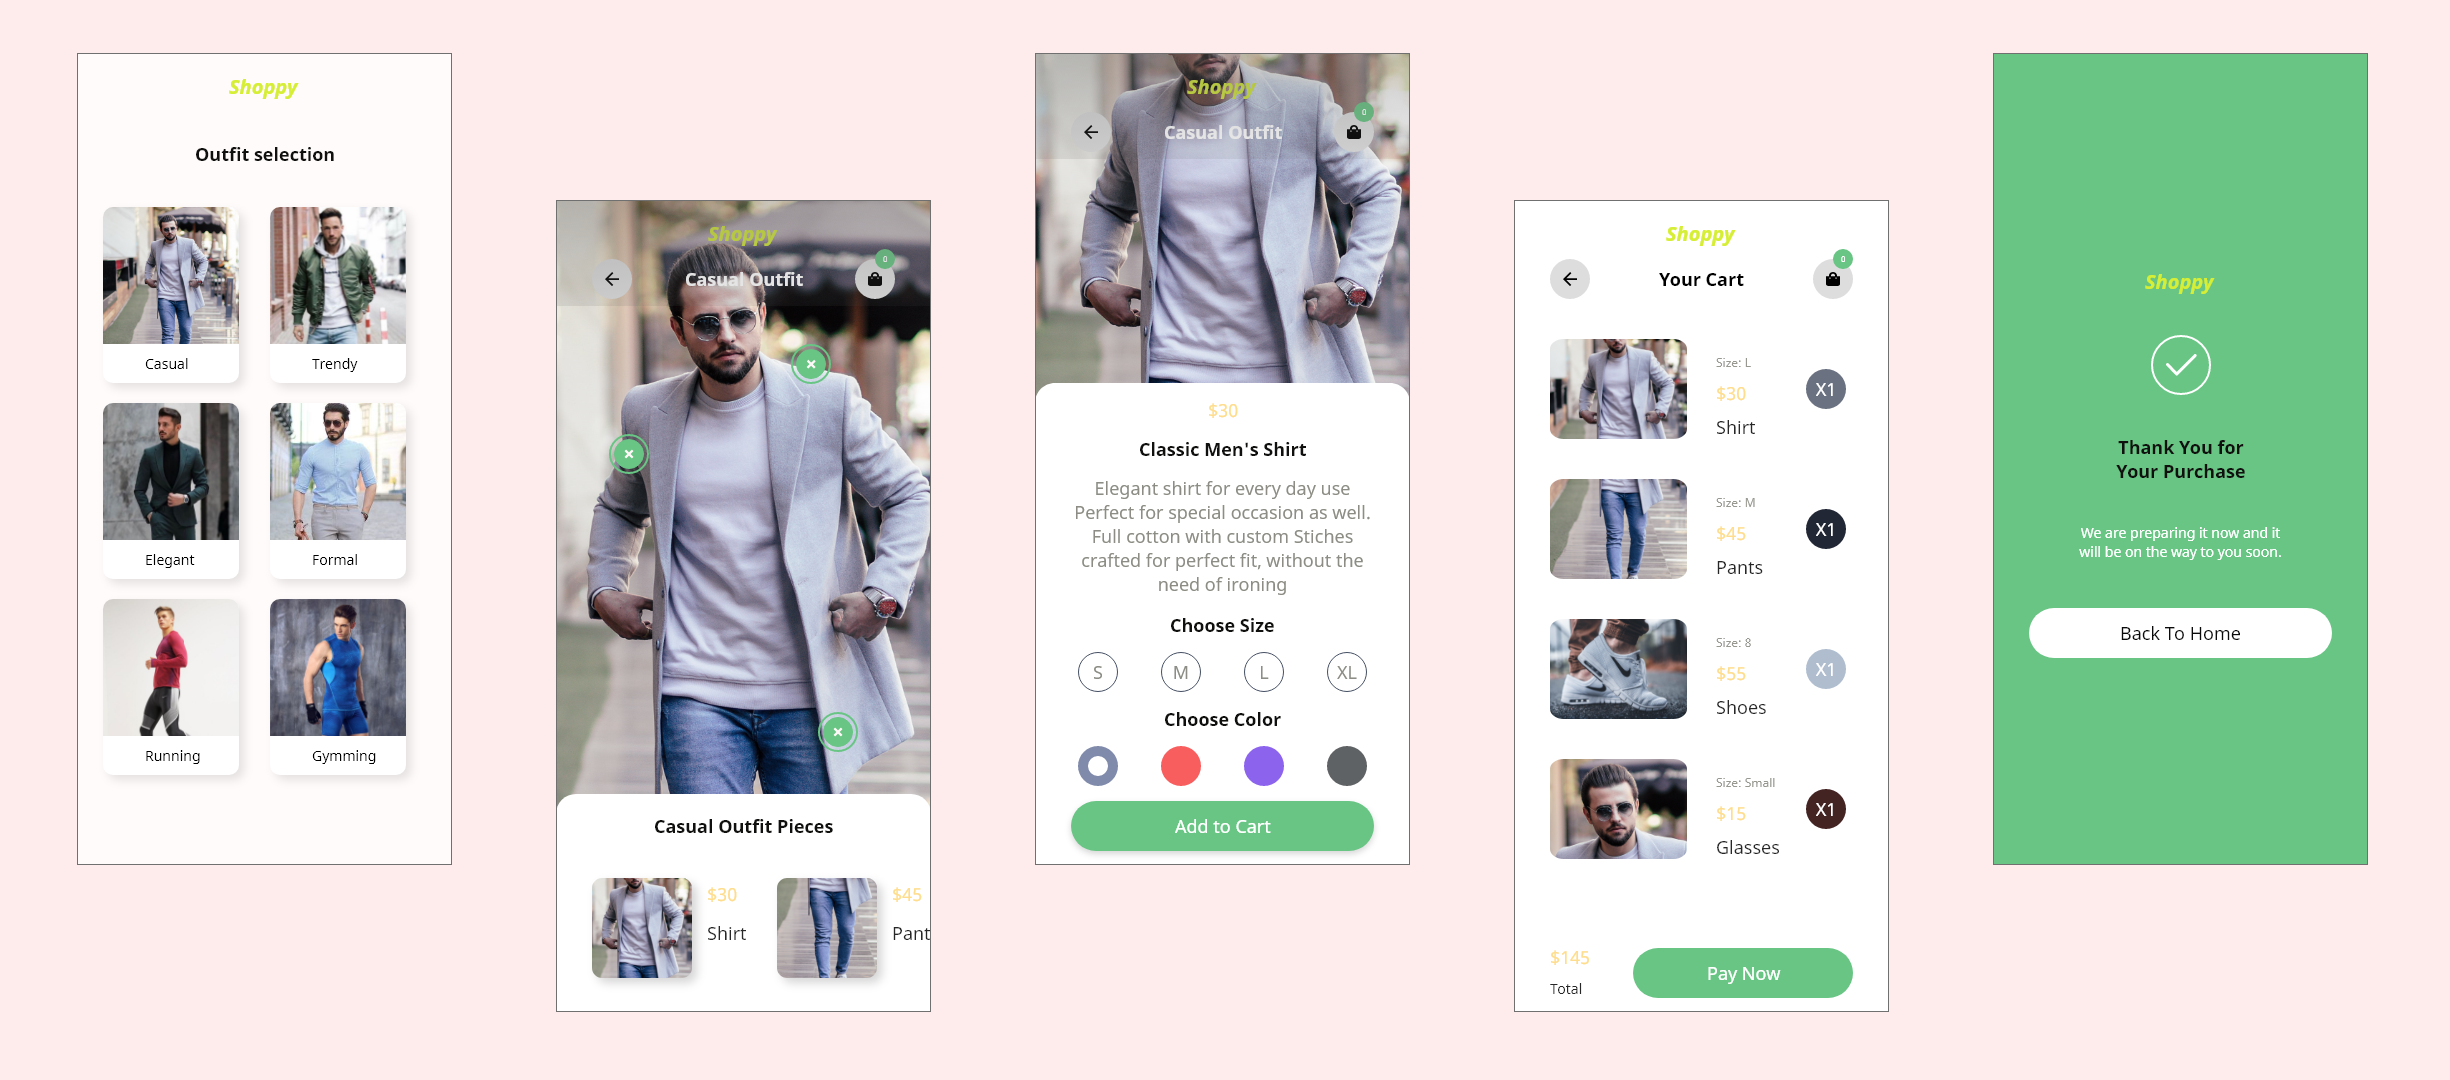 Shoppy
Outfit selection
Casual
Trendy
Elegant
Formal
Running
Gymming
Shoppy
0
Casual Outfit
Casual Outfit Pieces
$30
Shirt
$45
Pant
Shoppy
0
Casual Outfit
$30
Classic Men's Shirt
Elegant shirt for every day use
Perfect for special occasion as well.
Full cotton with custom Stiches
crafted for perfect fit, without the
need of ironing
Choose Size
S M L XL
Choose Color
Add to Cart
Shoppy
0
Your Cart
Size: L
$30
Shirt
X1
Size: M
$45
Pants
X1
Size: 8
$55
Shoes
X1
Size: Small
$15
Glasses
X1
$145
Total
Pay Now
Shoppy
Thank You for
Your Purchase
We are preparing it now and it
will be on the way to you soon.
Back To Home